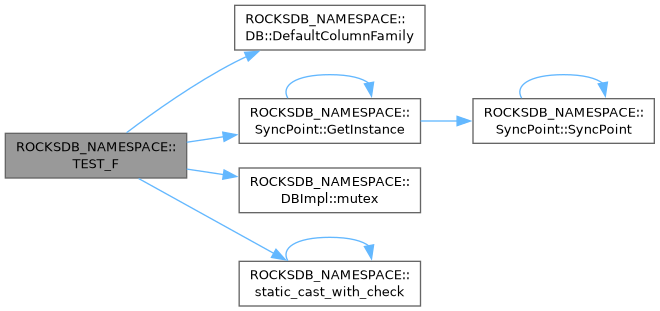 ROCKSDB_NAMESPACE::
TEST_F
ROCKSDB_NAMESPACE::
DB::DefaultColumnFamily
ROCKSDB_NAMESPACE::
SyncPoint::GetInstance
ROCKSDB_NAMESPACE::
SyncPoint::SyncPoint
ROCKSDB_NAMESPACE::
DBImpl::mutex
ROCKSDB_NAMESPACE::
static_cast_with_check